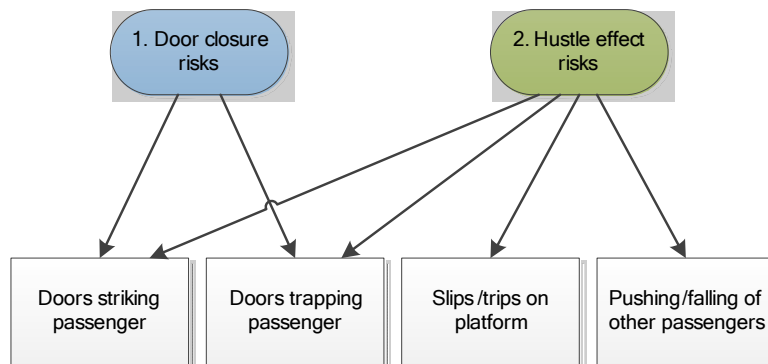 1. Door closure
risks
2. Hustle effect
risks
Doors striking
passenger
Doors trapping
passenger
Slips/trips on
platform
Pushing/falling of
other passengers